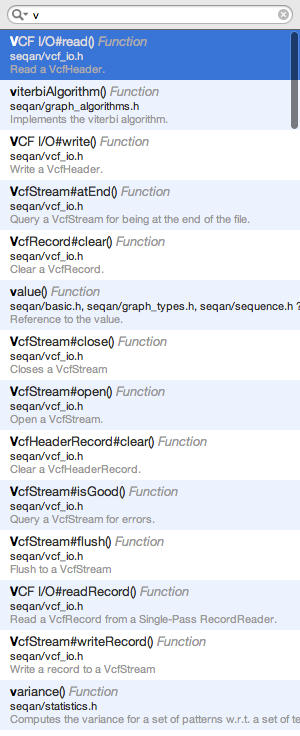 v
VCF I/O#read() Function
seqan/vcf_io.h
Read a VcfHeader.
viterbiAlgorithm() Function
seqan/graph_algorithms.h
Implements the viterbi algorithm.
VCF I/O#write() Function
seqan/vcf_io.h
Write a VcfHeader.
VcfStream#atEnd() Function
seqan/vcf_io.h
Query a VcfStream for being at the end of the file.
VcfRecord#clear() Function
seqan/vcf_io.h
Clear a VcfRecord.
value() Function
seqan/basic.h, seqan/graph_types.h, seqan/sequence.h ?
Reference to the value.
VcfStream#close() Function
seqan/vcf_io.h
Closes a VcfStream
VcfStream#open() Function
seqan/vcf_io.h
Open a VcfStream.
VcfHeaderRecord#clear() Function
seqan/vcf_io.h
Clear a VcfHeaderRecord.
VcfStream#isGood() Function
seqan/vcf_io.h
Query a VcfStream for errors.
VcfStream#flush() Function
seqan/vcf_io.h
Flush to a VcfStream
VCF I/O#readRecord() Function
seqan/vcf_io.h
Read a VcfRecord from a Single-Pass RecordReader.
VcfStream#writeRecord() Function
seqan/vcf_io.h
Write a record to a VcfStream
variance() Function
seqan/statistics.h
Computes the variance for a set of patterns w.r.t. a set of te